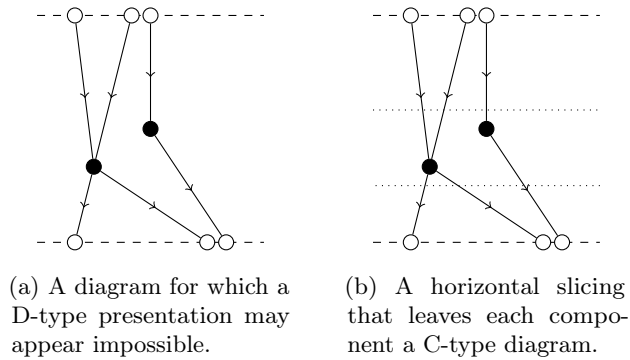 (a) A diagram for which a
D-type presentation may
appear impossible.
(b) A horizontal slicing
that leaves each compo-
nent a C-type diagram.